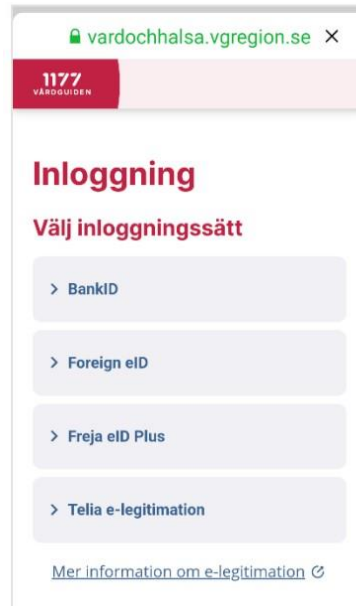 vardochhalsa.vgregion.se
1177
VÅRDGUIDEN
Inloggning
Välj inloggningssätt
BankID
Foreign eID
Freja eID Plus
Telia e-legitimation
Mer information om e-legitimation